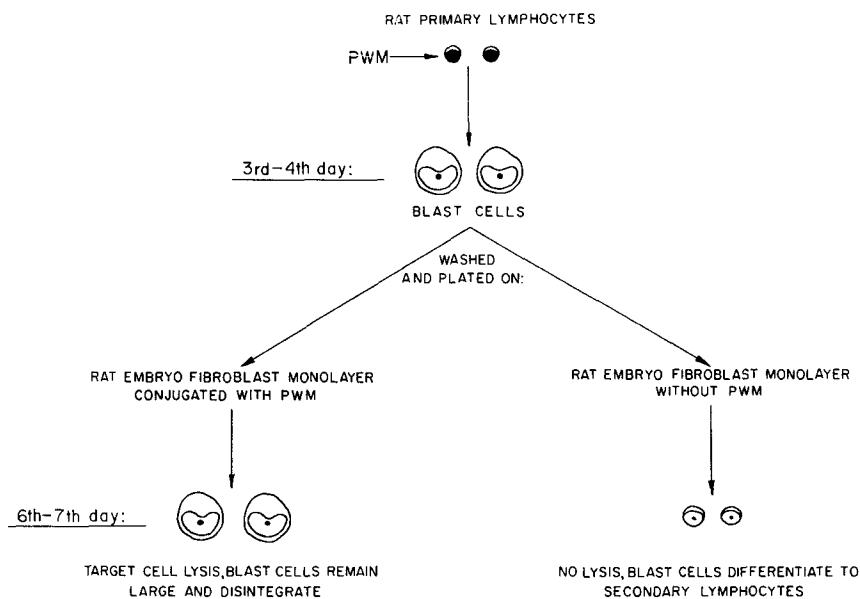 RAT PRIMARY LYMPHOCYTES
PWM
3rd-4th day:
BLAST CELLS
WASHED
AND PLATED ON:
RAT EMBRYO FIBROBLAST MONOLAYER
CONJUGATED WITH PWM
RAT EMBRYO FIBROBLAST MONOLAYER
WITHOUT PWM
6th-7th day:
TARGET CELL LYSIS, BLAST CELLS REMAIN
LARGE AND DISINTEGRATE
NO LYSIS, BLAST CELLS DIFFERENTIATE TO
SECONDARY LYMPHOCYTES